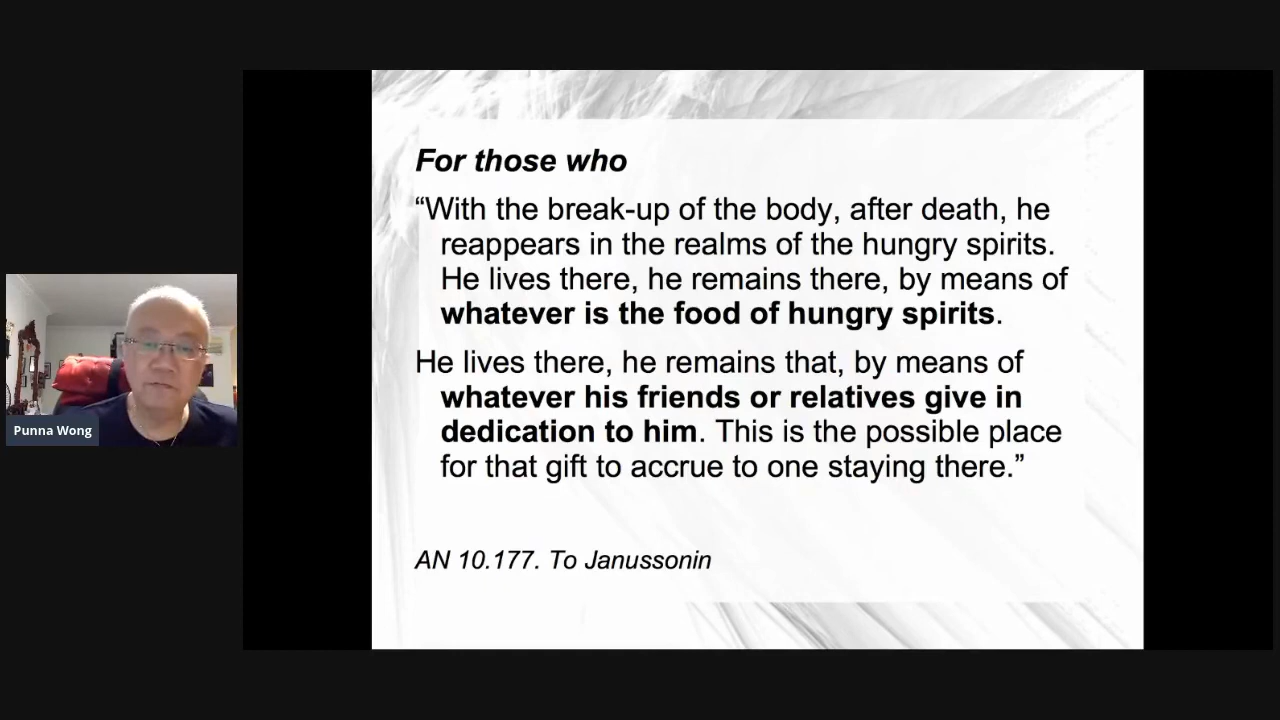 For those who
“With the break-up of the body, after death, he
reappears in the realms of the hungry spirits.
He lives there, he remains there, by means of
whatever is the food of hungry spirits.
He lives there, he remains that, by means of
whatever his friends or relatives give in
dedication to him. This is the possible place
for that gift to accrue to one staying there.”
AN 10.177. To Janussonin
Punna Wong